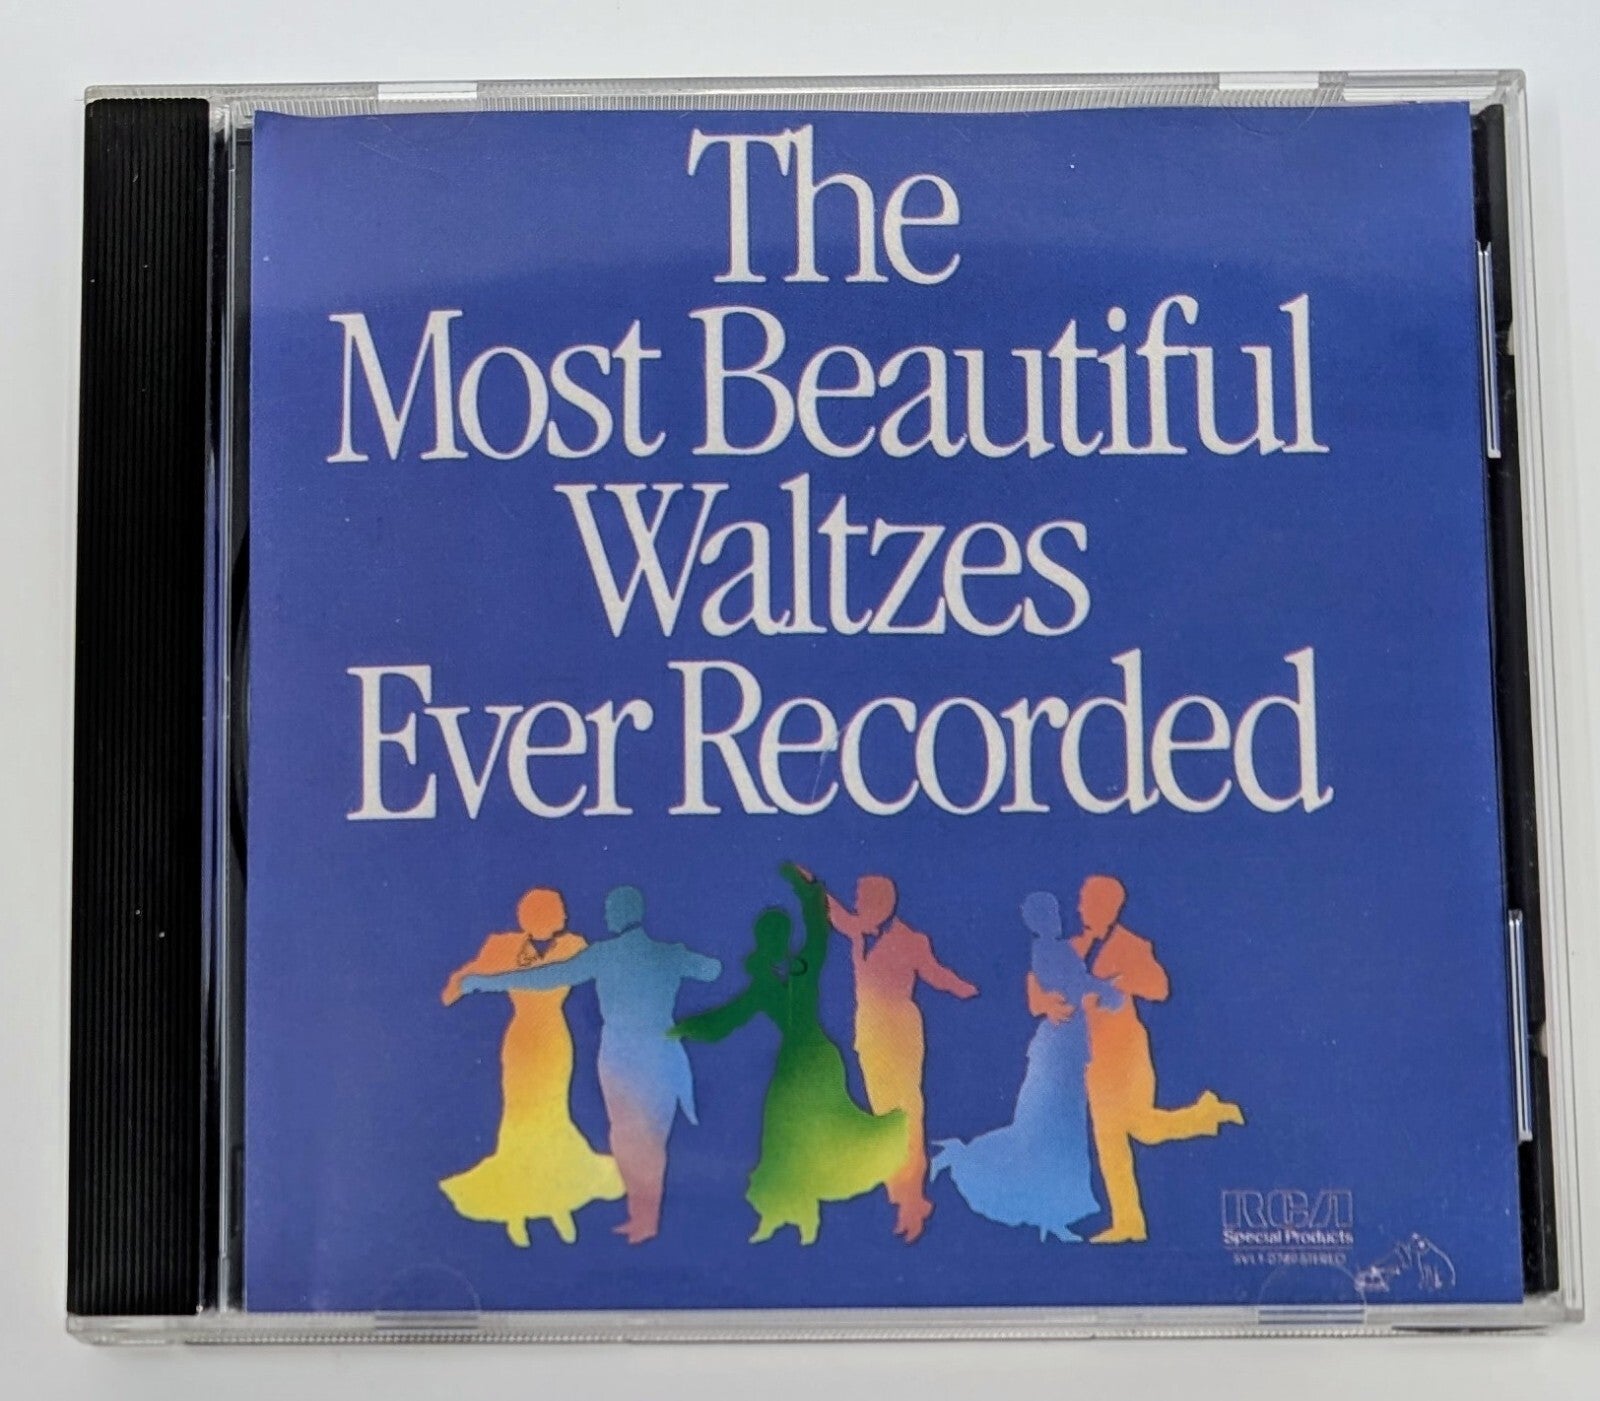 The
Most Beautiful
Waltzes
Ever Recorded
RCA
Special Products